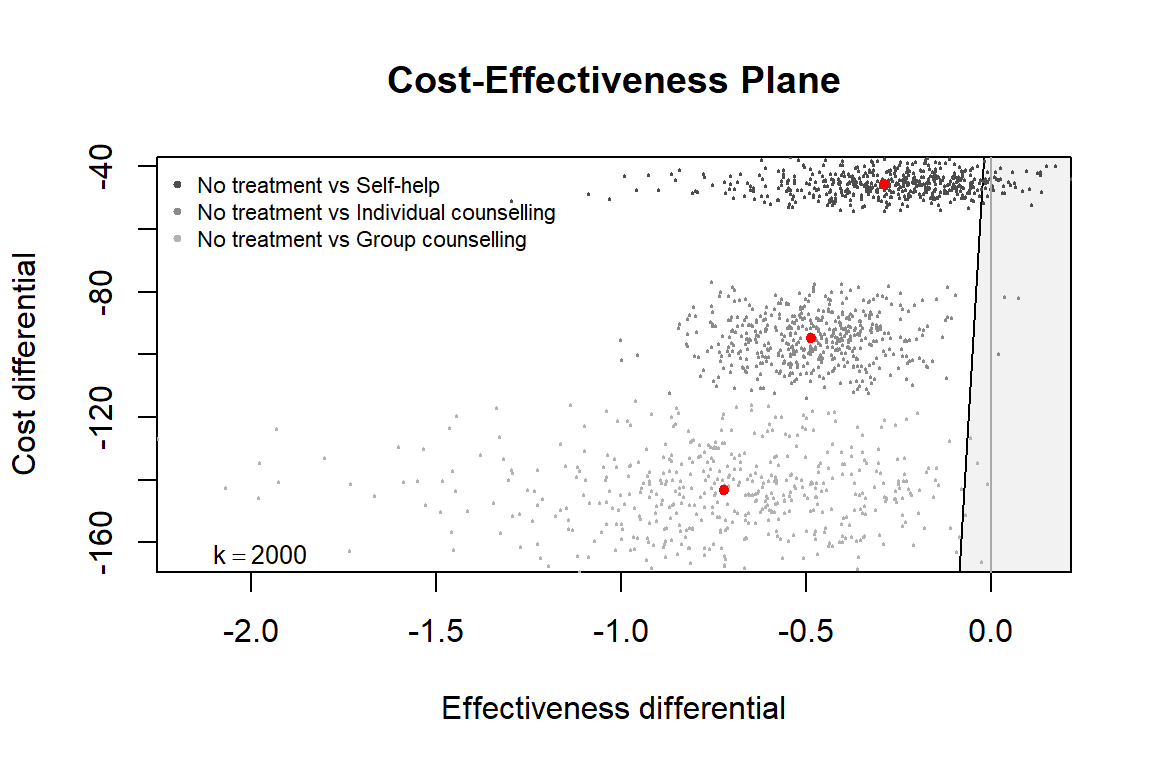 Cost-Effectiveness Plane
Cost differential
-40
-80
-120
-160
No treatment vs Self-help
No treatment vs Individual counselling
No treatment vs Group counselling
k = 2000
-2.0
-1.5
-1.0
-0.5
0.0
Effectiveness differential